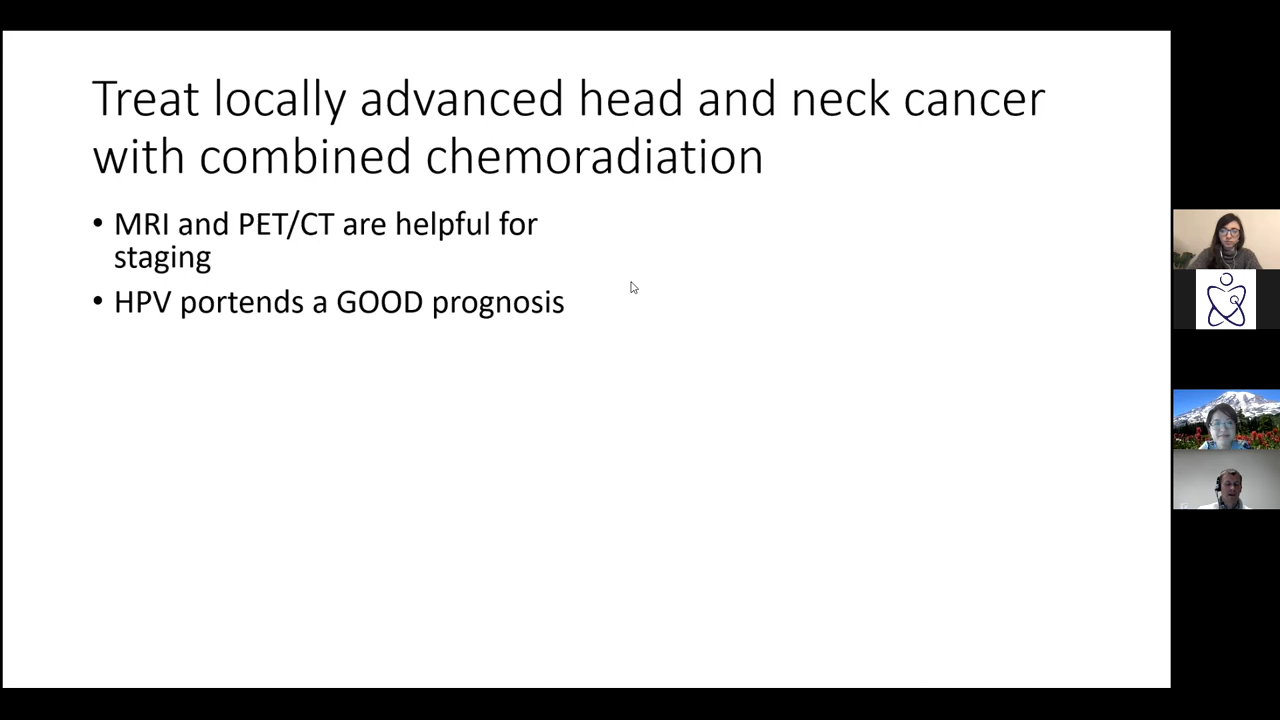 Treat locally advanced head and neck cancer
with combined chemoradiation
• MRI and PET/CT are helpful for
staging
• HPV portends a GOOD prognosis